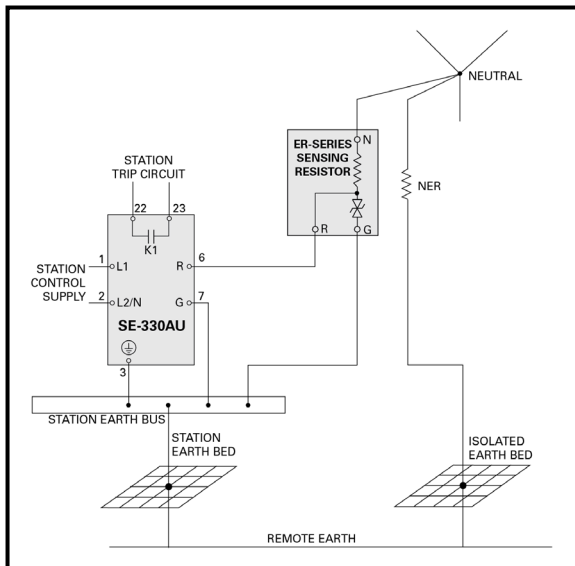 NEUTRAL
ER-SERIES
SENSING
RESISTOR
N
R
G
NER
STATION
TRIP CIRCUIT
22
23
K1
STATION
CONTROL
SUPPLY
1
L1
R
6
2
L2/N
G
7
SE-330AU
3
STATION EARTH BUS
STATION
EARTH BED
ISOLATED
EARTH BED
REMOTE EARTH